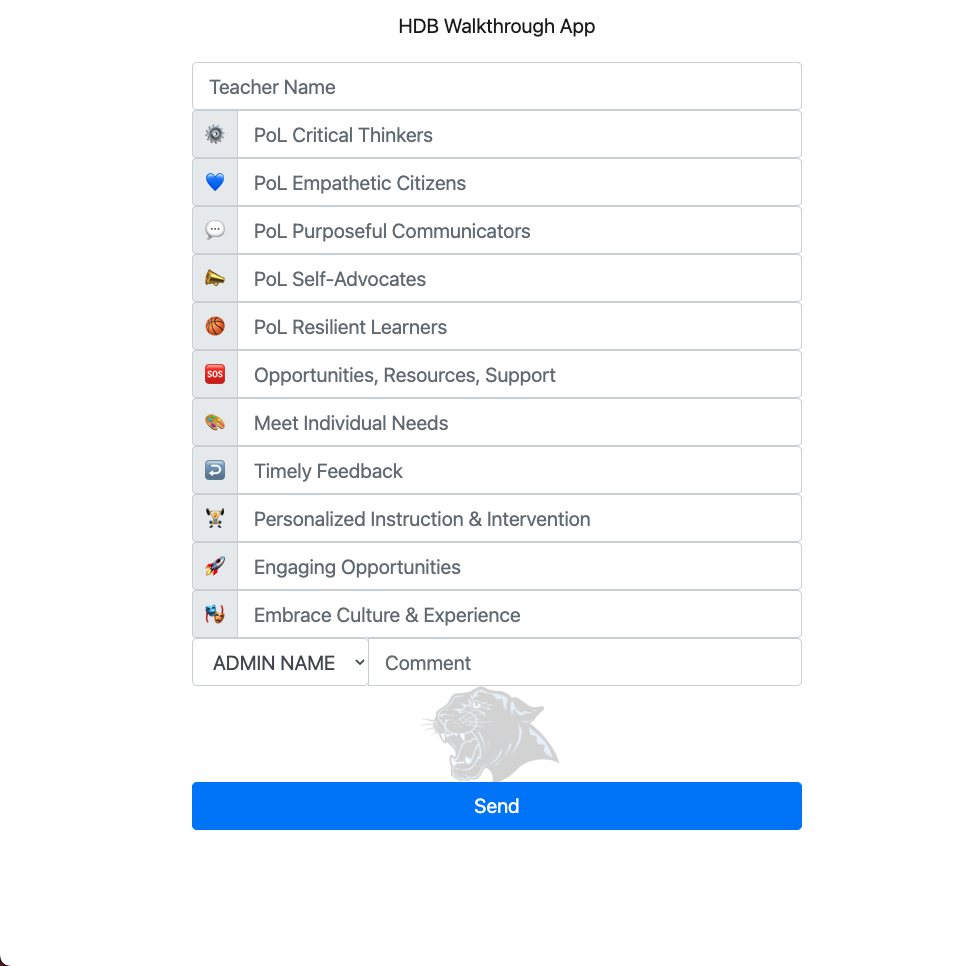 HDB Walkthrough App
Teacher Name
PoL Critical Thinkers
PoL Empathetic Citizens
PoL Purposeful Communicators
PoL Self-Advocates
PoL Resilient Learners
SOS Opportunities, Resources, Support
Meet Individual Needs
Timely Feedback
Personalized Instruction & Intervention
Engaging Opportunities
Embrace Culture & Experience
ADMIN NAME Comment
Send